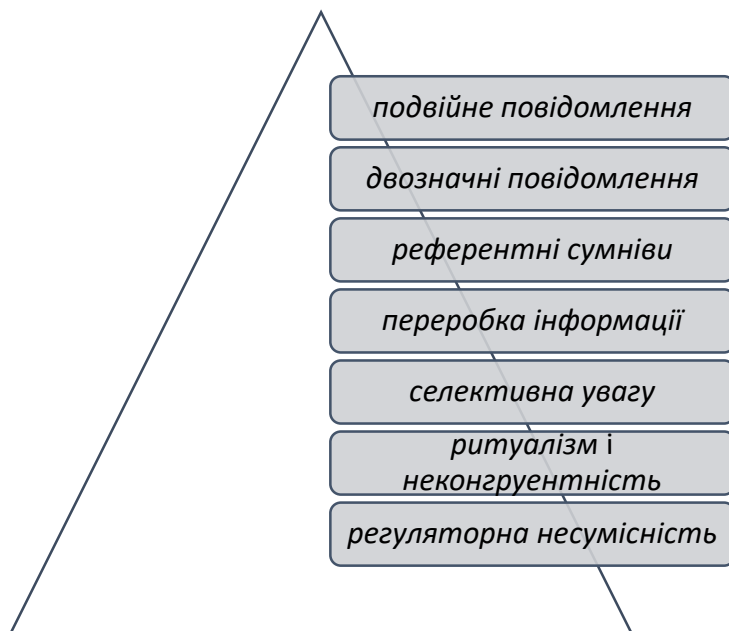 подвійне повідомлення
двозначні повідомлення
референтні сумніви
переробка інформації
селективна увагу
ритуалізм і
неконгруентність
регуляторна несумісність